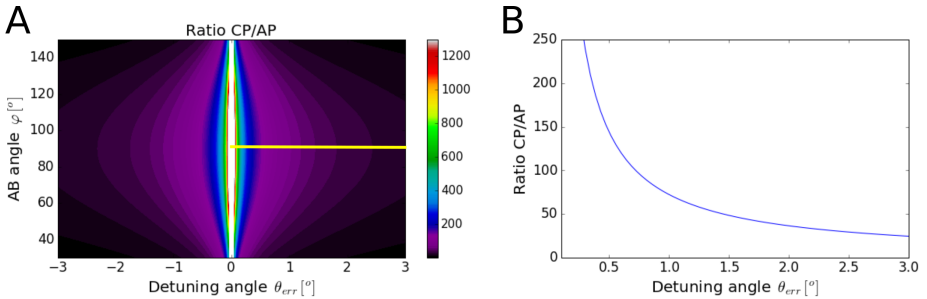 A
Ratio CP/AP
140
120
100
80
60
40
AB angle φ[°]
−3 −2 −1 0 1 2 3
Detuning angle θerr[°]
1200
1000
800
600
400
200
B
250
200
150
100
50
0
Ratio CP/AP
0.5 1.0 1.5 2.0 2.5 3.0
Detuning angle θerr[°]